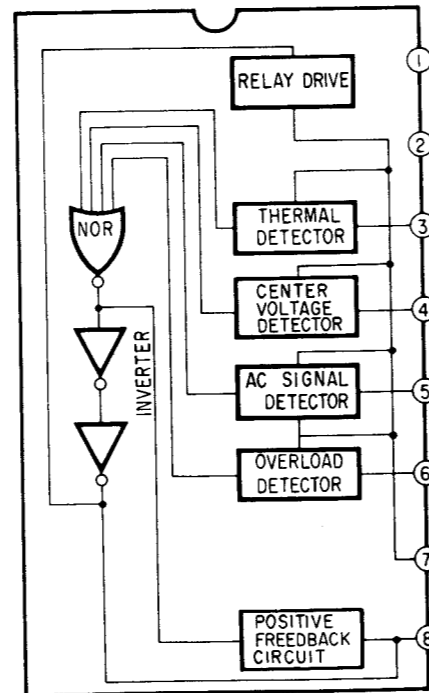 RELAY DRIVE
1
2
NOR
THERMAL
DETECTOR
3
CENTER
VOLTAGE
DETECTOR
4
INVERTER
AC SIGNAL
DETECTOR
5
OVERLOAD
DETECTOR
6
7
POSITIVE
FREEDBACK
CIRCUIT
8